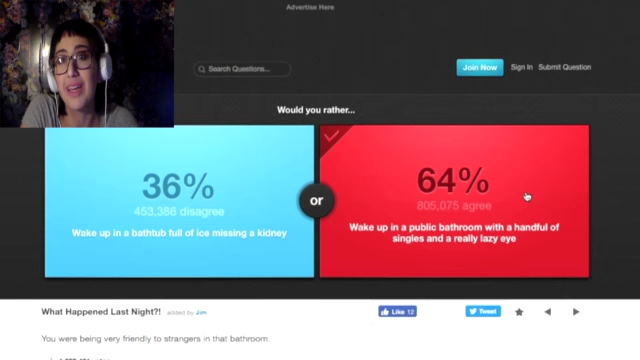 Advertise Here
Search Questions...
Join Now
Sign In
Submit Question
Would you rather...
36%
453,386 disagree
Wake up in a bathtub full of ice missing a kidney
or
64%
805,075 agree
Wake up in a public bathroom with a handful of
singles and a really lazy eye
What Happened Last Night?! added by Jim
Like 12
Tweet
You were being very friendly to strangers in that bathroom.